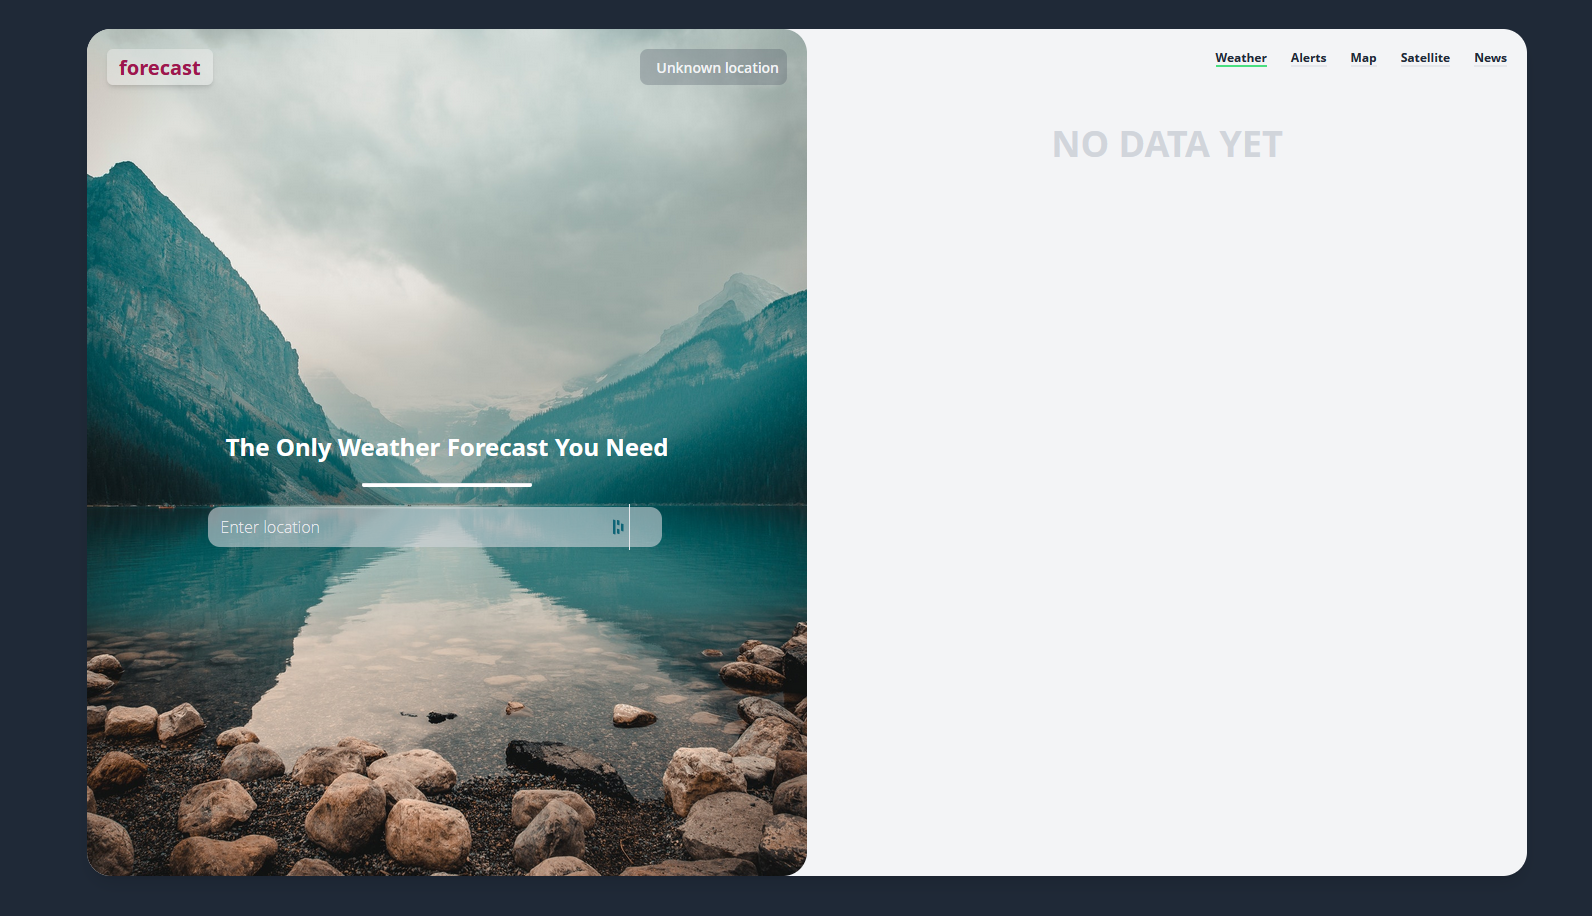 forecast
Unknown location
The Only Weather Forecast You Need
Enter location
Weather Alerts Map Satellite News
NO DATA YET